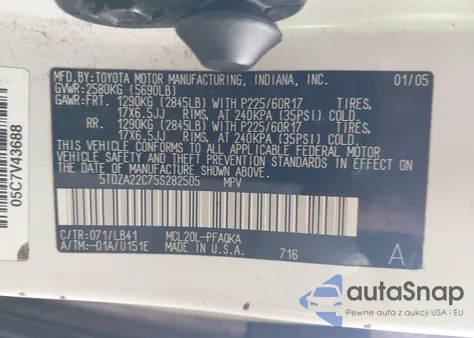 MFD.BY:TOYOTA MOTOR MANUFACTURING, INDIANA, INC. 01/05
GVWR:2580KG (5690LB)
GAWR:FRT. 1290KG (2845LB) WITH P225/60R17 TIRES,
17X6.5JJ RIMS, AT 240KPA (35PSI) COLD.
RR. 1290KG (2845LB) WITH P225/60R17 TIRES,
17X6.5JJ RIMS, AT 240KPA (35PSI) COLD.
THIS VEHICLE CONFORMS TO ALL APPLICABLE
FEDERAL MOTOR VEHICLE SAFETY AND THEFT
PREVENTION STANDARDS IN EFFECT ON THE DATE OF
MANUFACTURE SHOWN ABOVE.
5TDZA22C75S282505 MPV
C/TR:071/LB41 MCL20L-PFAQKA
A/TM:-01A/U151E MADE IN U.S.A. 716 A
05C7V43688
autoSnap
Pewne auta z aukcji USA i EU